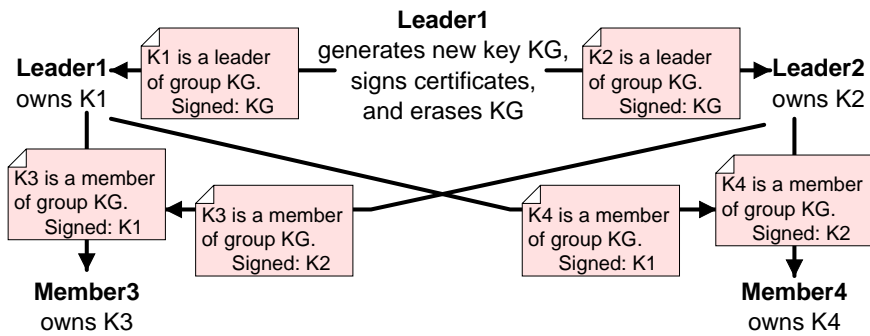 Leader1
generates new key KG,
signs certificates,
and erases KG
Leader1
owns K1
K1 is a leader
of group KG.
Signed: KG
K2 is a leader
of group KG.
Signed: KG
Leader2
owns K2
K3 is a member
of group KG.
Signed: K1
K3 is a member
of group KG.
Signed: K2
K4 is a member
of group KG.
Signed: K1
K4 is a member
of group KG.
Signed: K2
Member3
owns K3
Member4
owns K4